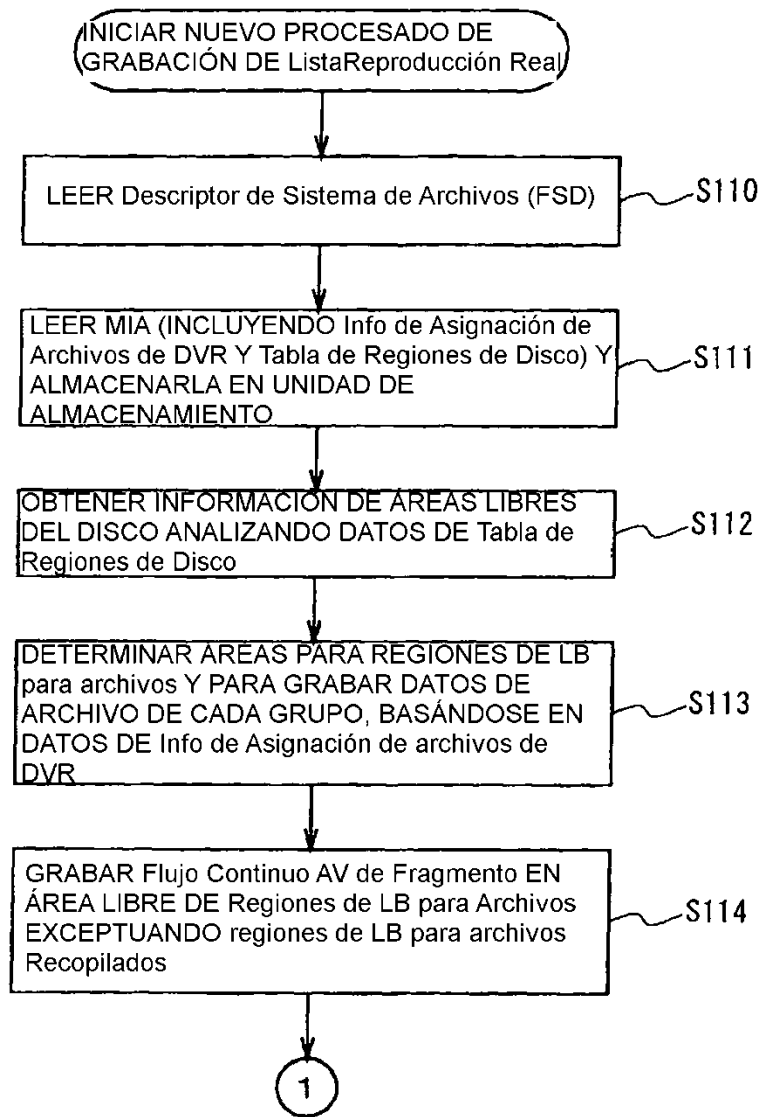 INICIAR NUEVO PROCESADO DE
GRABACIÓN DE ListaReproducción Real
LEER Descriptor de Sistema de Archivos (FSD)
S110
LEER MIA (INCLUYENDO Info de Asignación de
Archivos de DVR Y Tabla de Regiones de Disco) Y
ALMACENARLA EN UNIDAD DE
ALMACENAMIENTO
S111
OBTENER INFORMACIÓN DE ÁREAS LIBRES
DEL DISCO ANALIZANDO DATOS DE Tabla de
Regiones de Disco
S112
DETERMINAR ÁREAS PARA REGIONES DE LB
para archivos Y PARA GRABAR DATOS DE
ARCHIVO DE CADA GRUPO, BASÁNDOSE EN
DATOS DE Info de Asignación de archivos de
DVR
S113
GRABAR Flujo Continuo AV de Fragmento EN
ÁREA LIBRE DE Regiones de LB para Archivos
EXCEPTUANDO regiones de LB para archivos
Recopilados
S114
1